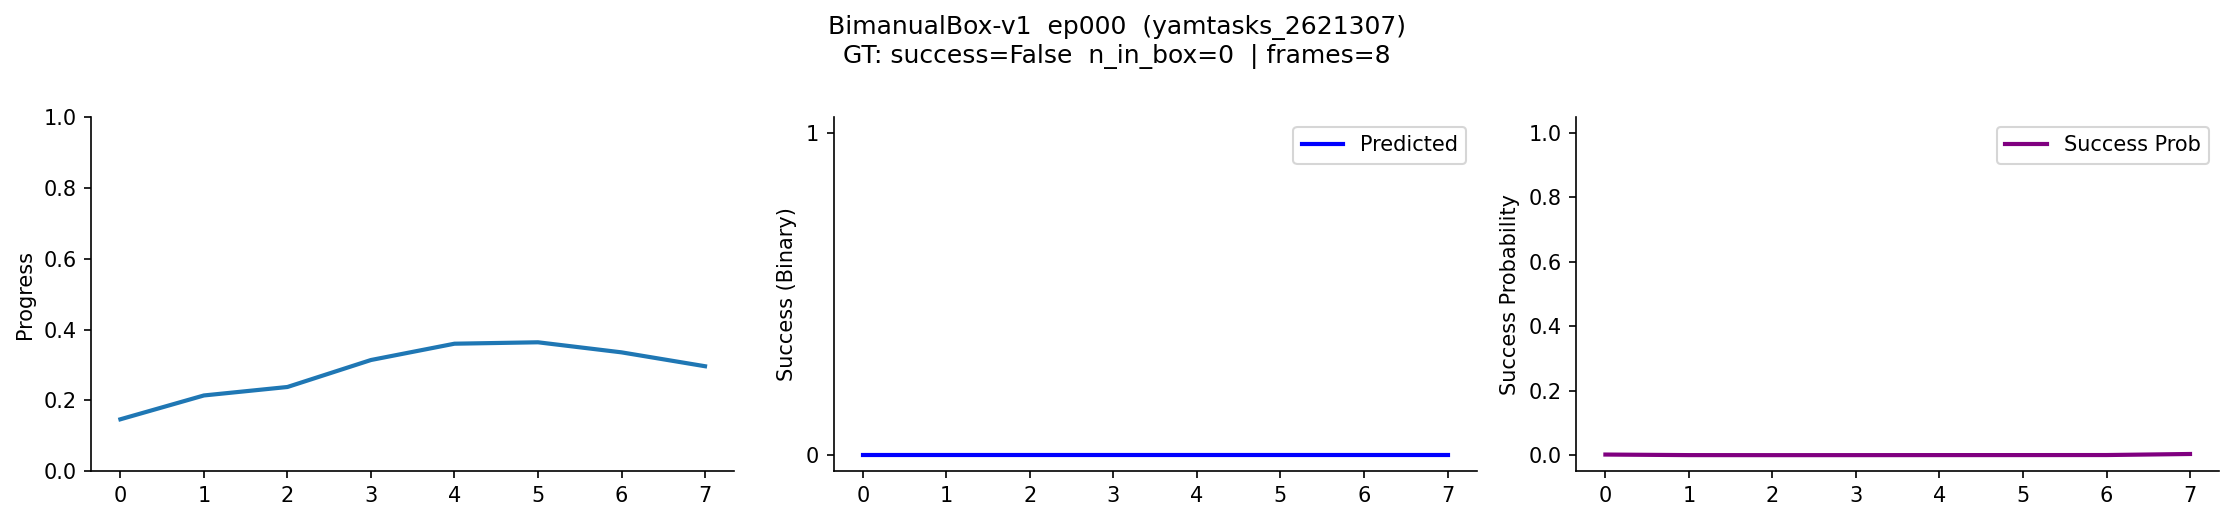 BimanualBox-v1  ep000  (yamtasks_2621307)
GT: success=False  n_in_box=0  | frames=8
Progress
1.0
0.8
0.6
0.4
0.2
0.0
0 1 2 3 4 5 6 7
Success (Binary)
1
0
Predicted
0 1 2 3 4 5 6 7
Success Probability
1.0
0.8
0.6
0.4
0.2
0.0
Success Prob
0 1 2 3 4 5 6 7